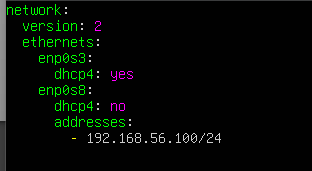 network:
  version: 2
  ethernets:
    enp0s3:
      dhcp4: yes
    enp0s8:
      dhcp4: no
      addresses:
        - 192.168.56.100/24